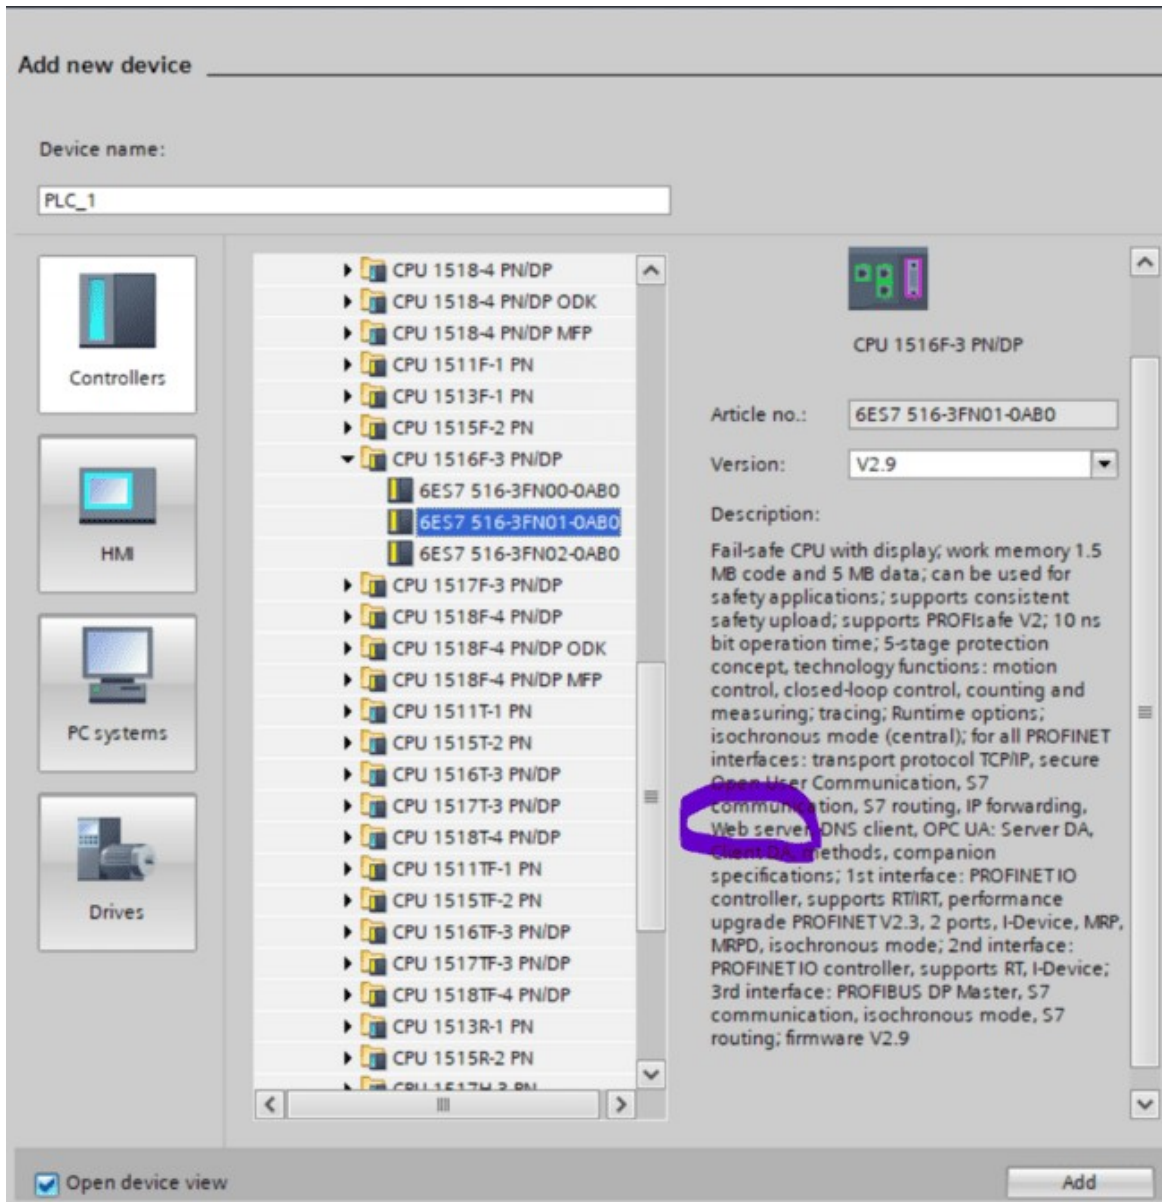 Add new device
Device name:
PLC_1
Controllers
HMI
PC systems
Drives
CPU 1518-4 PN/DP
CPU 1518-4 PN/DP ODK
CPU 1518-4 PN/DP MFP
CPU 1511F-1 PN
CPU 1513F-1 PN
CPU 1515F-2 PN
CPU 1516F-3 PN/DP
6ES7 516-3FN00-0AB0
6ES7 516-3FN01-0AB0
6ES7 516-3FN02-0AB0
CPU 1517F-3 PN/DP
CPU 1518F-4 PN/DP
CPU 1518F-4 PN/DP ODK
CPU 1518F-4 PN/DP MFP
CPU 1511T-1 PN
CPU 1515T-2 PN
CPU 1516T-3 PN/DP
CPU 1517T-3 PN/DP
CPU 1518T-4 PN/DP
CPU 1511TF-1 PN
CPU 1515TF-2 PN
CPU 1516TF-3 PN/DP
CPU 1517TF-3 PN/DP
CPU 1518TF-4 PN/DP
CPU 1513R-1 PN
CPU 1515R-2 PN
CPU 1517H-3 PN
CPU 1516F-3 PN/DP
Article no.: 6ES7 516-3FN01-0AB0
Version: V2.9
Description:
Fail-safe CPU with display; work memory 1.5
MB code and 5 MB data; can be used for
safety applications; supports consistent
safety upload; supports PROFIsafe V2; 10 ns
bit operation time; 5-stage protection
concept, technology functions: motion
control, closed-loop control, counting and
measuring; tracing; Runtime options;
isochronous mode (central); for all PROFINET
interfaces: transport protocol TCP/IP, secure
Open User Communication, S7
communication, S7 routing, IP forwarding,
Web server, DNS client, OPC UA: Server DA,
Client DA, methods, companion
specifications; 1st interface: PROFINET IO
controller, supports RT/IRT, performance
upgrade PROFINET V2.3, 2 ports, I-Device, MRP,
MRPD, isochronous mode; 2nd interface:
PROFINET IO controller, supports RT, I-Device;
3rd interface: PROFIBUS DP Master, S7
communication, isochronous mode, S7
routing; firmware V2.9
Open device view
Add